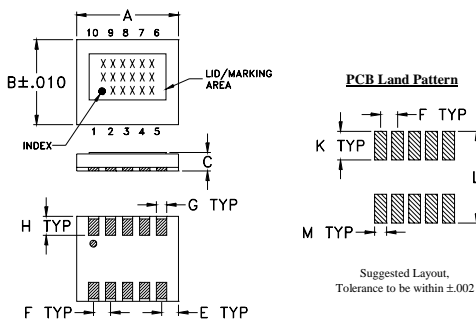 A
10 9 8 7 6
XXXXXX
XXXXXX
XXXXXX
B±.010
LID/MARKING
AREA
INDEX
1 2 3 4 5
C
G TYP
H TYP
F TYP
E TYP
PCB Land Pattern
F TYP
K TYP
L
M TYP
Suggested Layout,
Tolerance to be within ±.002